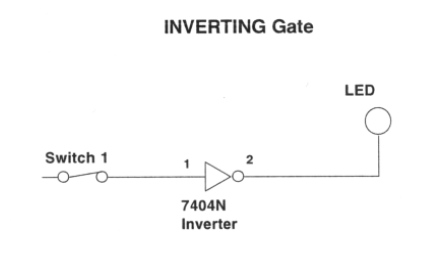 INVERTING Gate
LED
Switch 1
1
2
7404N
Inverter